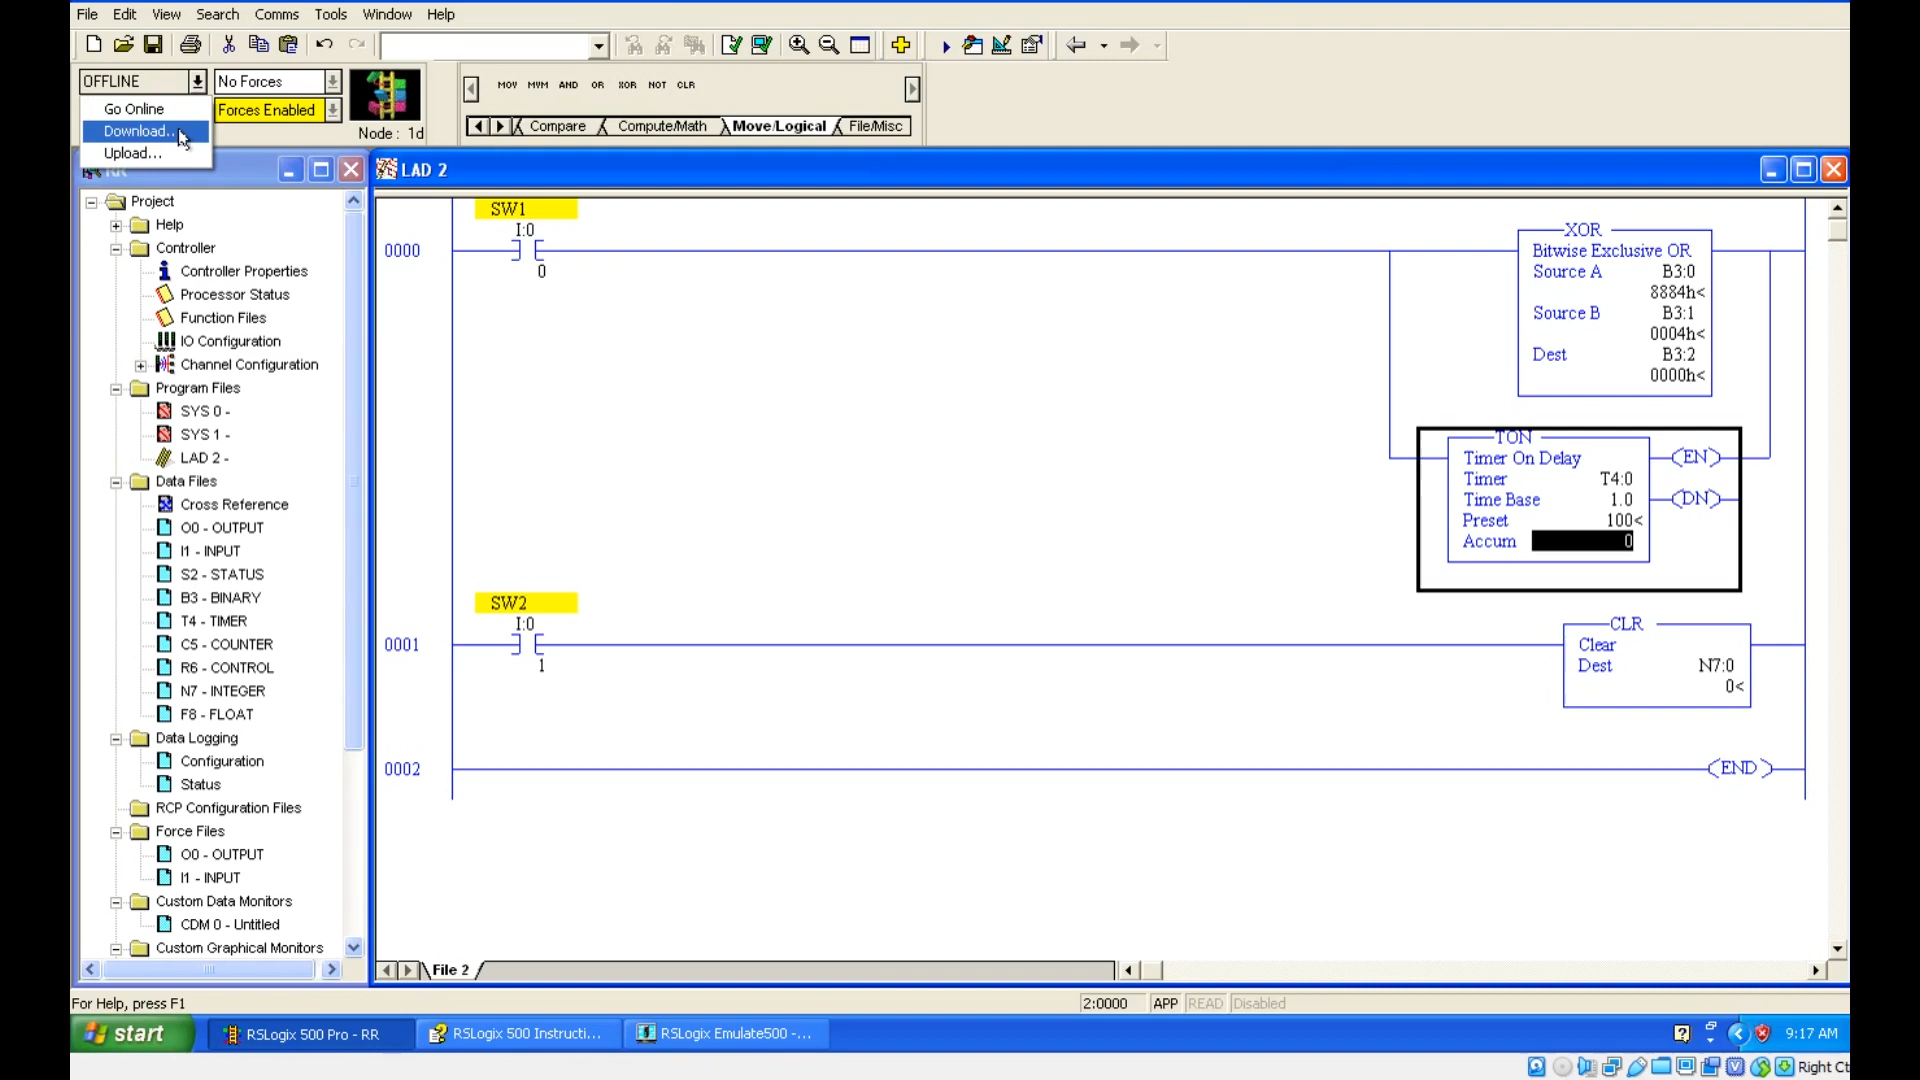 File Edit View Search Comms Tools Window Help
OFFLINE No Forces
Go Online Forces Enabled
Download...
Upload...
Node : 1d
MOV MVM AND OR XOR NOT CLR
Compare Compute/Math Move/Logical File/Misc
LAD 2
Project
Help
Controller
Controller Properties
Processor Status
Function Files
IO Configuration
Channel Configuration
Program Files
SYS 0 -
SYS 1 -
LAD 2 -
Data Files
Cross Reference
O0 - OUTPUT
I1 - INPUT
S2 - STATUS
B3 - BINARY
T4 - TIMER
C5 - COUNTER
R6 - CONTROL
N7 - INTEGER
F8 - FLOAT
Data Logging
Configuration
Status
RCP Configuration Files
Force Files
O0 - OUTPUT
I1 - INPUT
Custom Data Monitors
CDM 0 - Untitled
Custom Graphical Monitors
SW1
I:0
0000
0
XOR
Bitwise Exclusive OR
Source A B3:0
8884h<
Source B B3:1
0004h<
Dest B3:2
0000h<
TON
Timer On Delay EN
Timer T4:0
Time Base 1.0 DN
Preset 100<
Accum 0
SW2
I:0
0001
1
CLR
Clear
Dest N7:0
0<
0002 END
File 2
For Help, press F1 2:0000 APP READ Disabled
start RSLogix 500 Pro - RR RSLogix 500 Instructi... RSLogix Emulate500 -... 9:17 AM
Right Ct